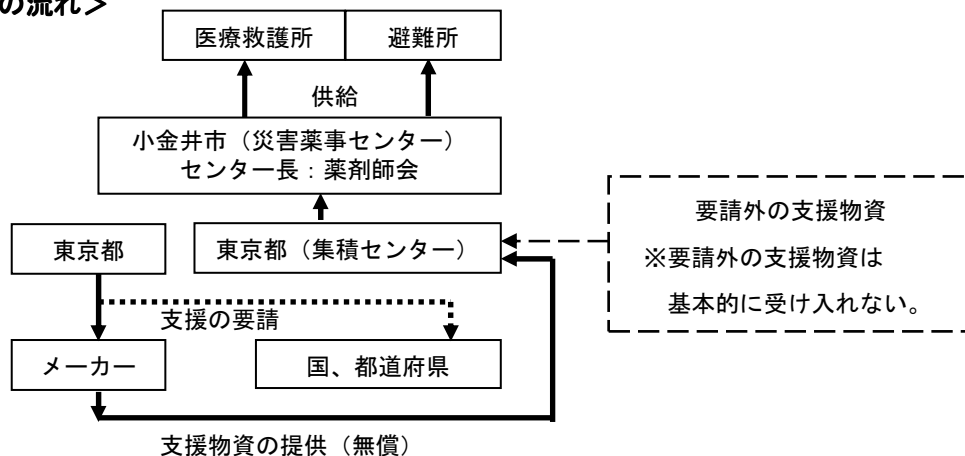 の流れ＞
医療救護所
避難所
供給
小金井市（災害薬事センター）
センター長：薬剤師会
要請外の支援物資
※要請外の支援物資は
基本的に受け入れない。
東京都
東京都（集積センター）
支援の要請
メーカー
国、都道府県
支援物資の提供（無償）